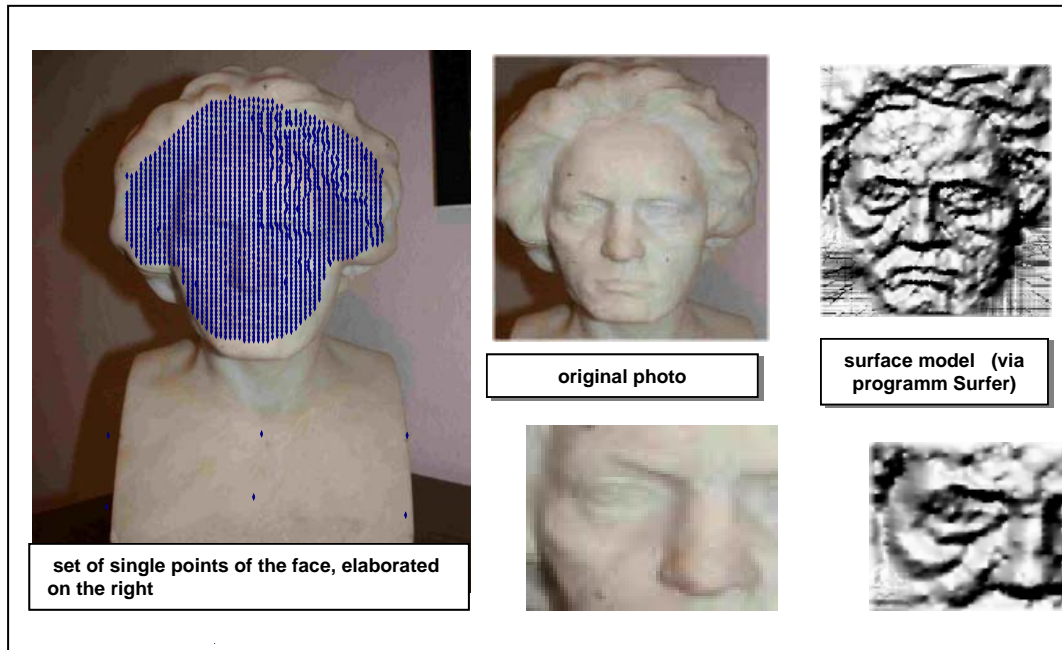 original photo
surface model (via
programm Surfer)
set of single points of the face, elaborated
on the right